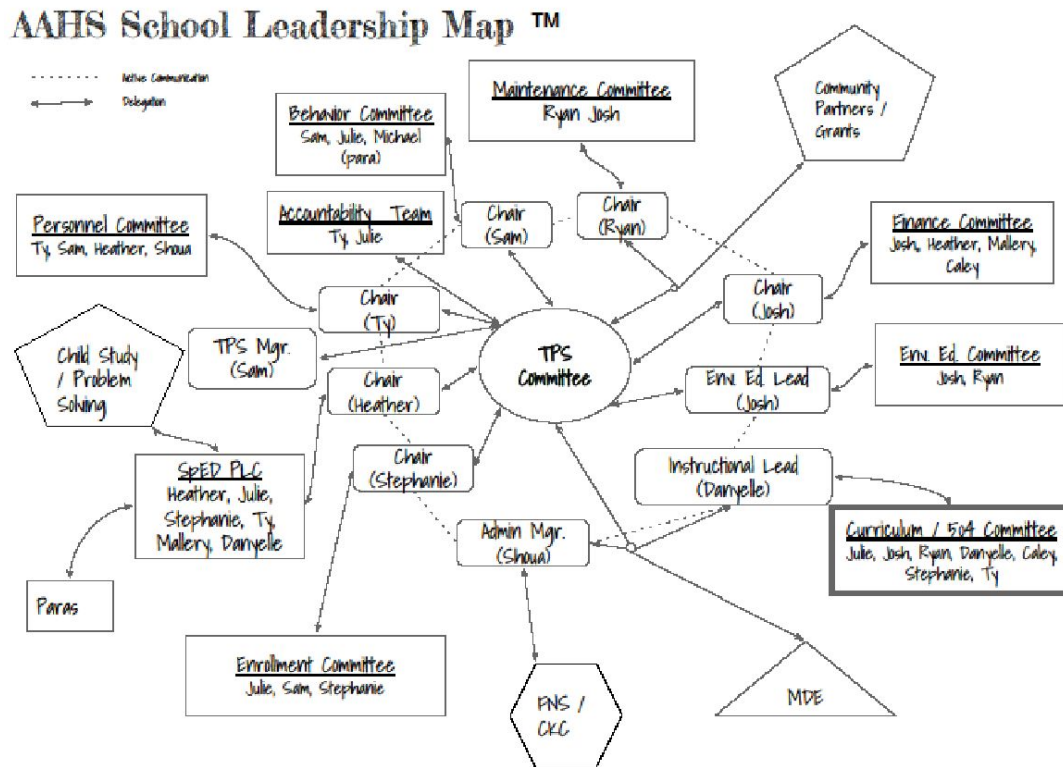 AAHS School Leadership Map ™
Active Communication
Delegation
Behavior Committee
Sam, Julie, Michael
(para)
Maintenance Committee
Ryan Josh
Community
Partners /
Grants
Personnel Committee
Ty, Sam, Heather, Shoua
Accountability Team
Ty, Julie
Chair
(Sam)
Chair
(Ryan)
Finance Committee
Josh, Heather, Mallery,
Caley
Chair
(Ty)
Chair
(Josh)
Child Study
/ Problem
Solving
TPS Mgr.
(Sam)
TPS
Committee
Env. Ed. Committee
Josh, Ryan
Chair
(Heather)
Env. Ed. Lead
(Josh)
SpED PLC
Heather, Julie,
Stephanie, Ty,
Mallery, Danyelle
Chair
(Stephanie)
Instructional Lead
(Danyelle)
Admin Mgr.
(Shoua)
Curriculum / 504 Committee
Julie, Josh, Ryan, Danyelle, Caley,
Stephanie, Ty
Paras
Enrollment Committee
Julie, Sam, Stephanie
FNS /
CKC
MDE